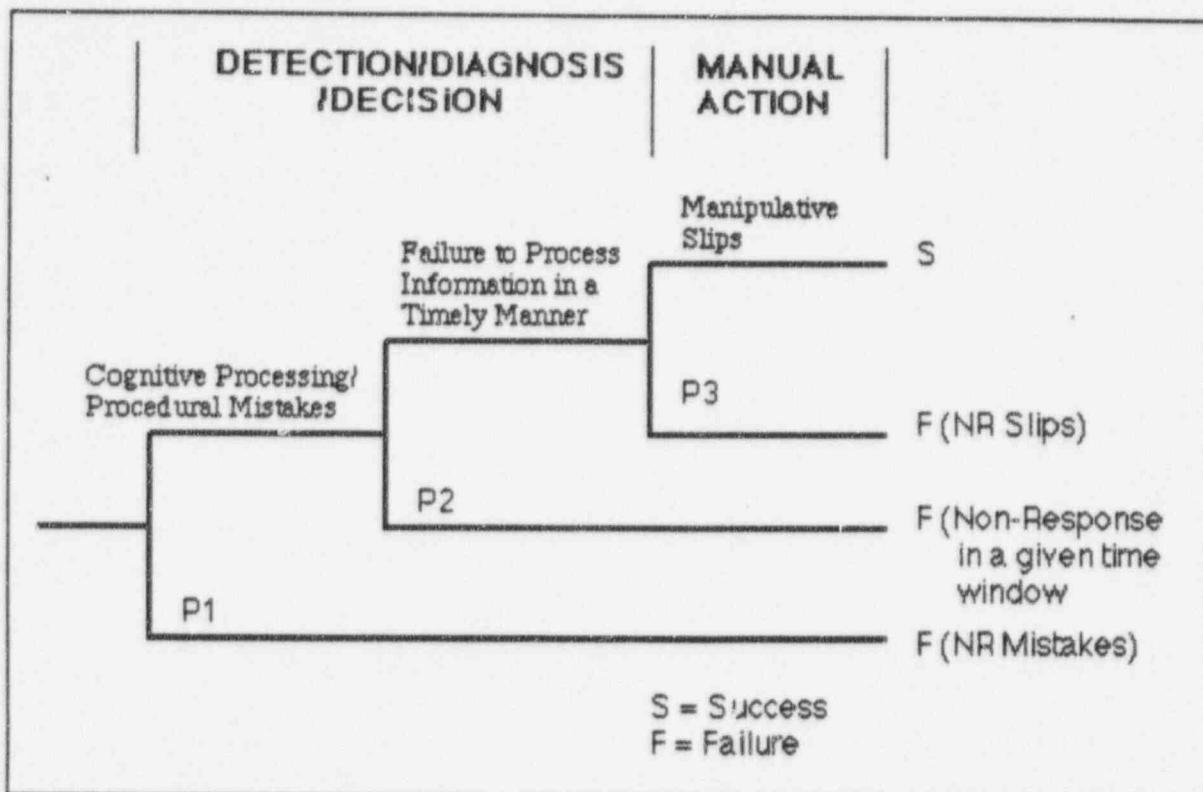 DETECTION/DIAGNOSIS
/DECISION
MANUAL
ACTION
Manipulative
Slips
S
Failure to Process
Information in a
Timely Manner
Cognitive Processing/
Procedural Mistakes
P3
F (NR Slips)
P2
F (Non-Response
in a given time
window
P1
F (NR Mistakes)
S = Success
F = Failure